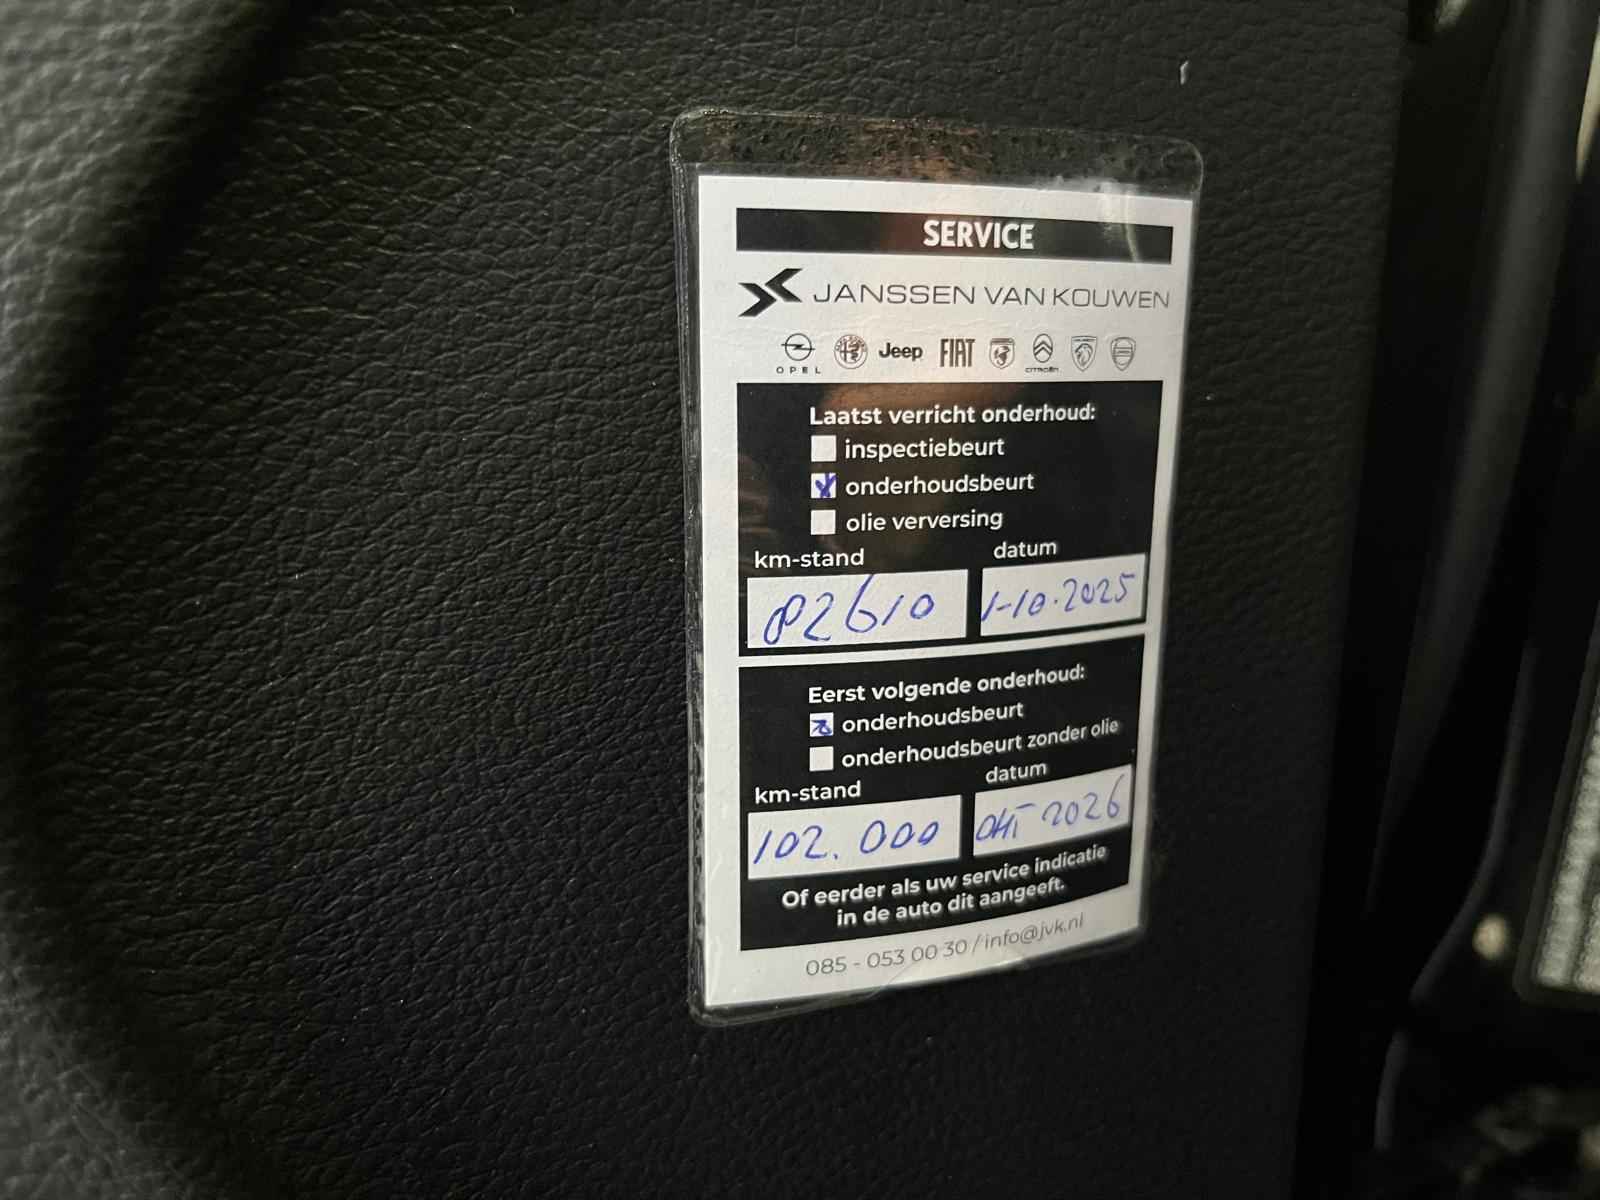 SERVICE
JANSSEN VAN KOUWEN
OPEL Jeep FIAT CITROËN
Laatst verricht onderhoud:
inspectiebeurt
onderhoudsbeurt
olie verversing
km-stand datum
82610 1-10-2025
Eerst volgende onderhoud:
onderhoudsbeurt
onderhoudsbeurt zonder olie
km-stand datum
102.000 OKT 2026
Of eerder als uw service indicatie
in de auto dit aangeeft.
085 - 053 00 30 / info@jvk.nl